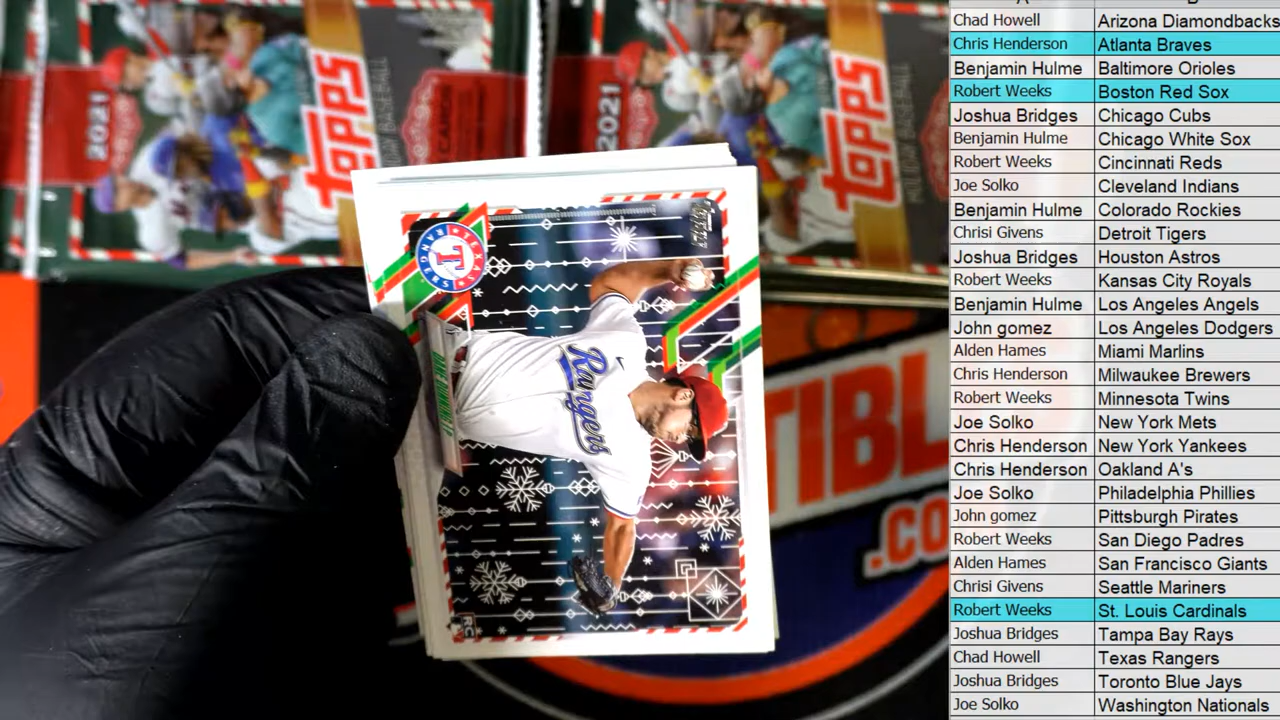 2021
TOPPS
2021
TOPPS
TEXAS
RANGERS
T
Rangers
RC
TIBL
.CO
Chad Howell Arizona Diamondbacks
Chris Henderson Atlanta Braves
Benjamin Hulme Baltimore Orioles
Robert Weeks Boston Red Sox
Joshua Bridges Chicago Cubs
Benjamin Hulme Chicago White Sox
Robert Weeks Cincinnati Reds
Joe Solko Cleveland Indians
Benjamin Hulme Colorado Rockies
Chrisi Givens Detroit Tigers
Joshua Bridges Houston Astros
Robert Weeks Kansas City Royals
Benjamin Hulme Los Angeles Angels
John gomez Los Angeles Dodgers
Alden Hames Miami Marlins
Chris Henderson Milwaukee Brewers
Robert Weeks Minnesota Twins
Joe Solko New York Mets
Chris Henderson New York Yankees
Chris Henderson Oakland A's
Joe Solko Philadelphia Phillies
John gomez Pittsburgh Pirates
Robert Weeks San Diego Padres
Alden Hames San Francisco Giants
Chrisi Givens Seattle Mariners
Robert Weeks St. Louis Cardinals
Joshua Bridges Tampa Bay Rays
Chad Howell Texas Rangers
Joshua Bridges Toronto Blue Jays
Joe Solko Washington Nationals